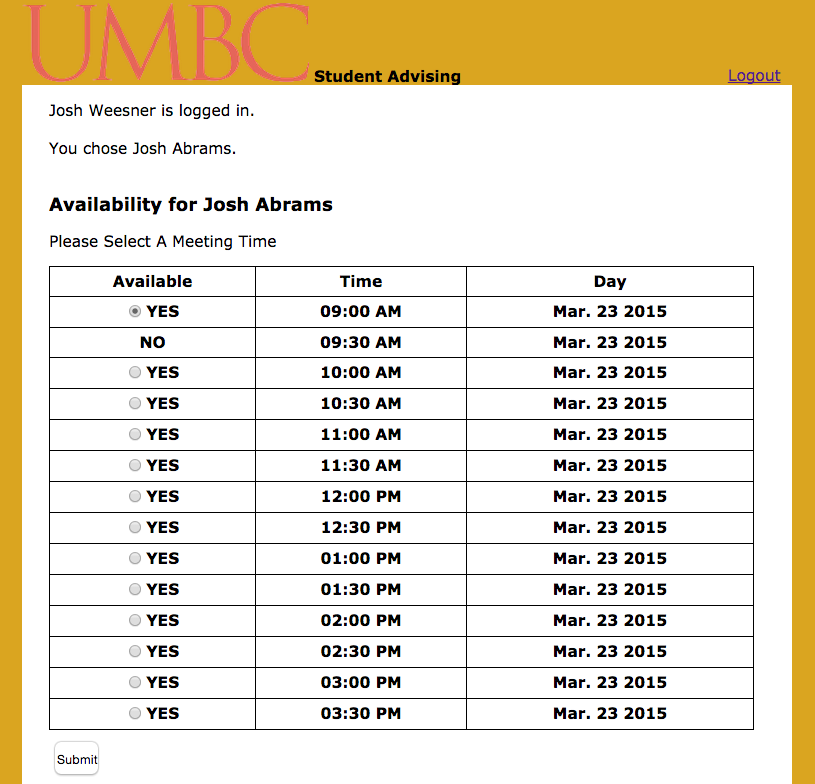 UMBC Student Advising Logout
Josh Weesner is logged in.
You chose Josh Abrams.
Availability for Josh Abrams
Please Select A Meeting Time
Available Time Day
YES 09:00 AM Mar. 23 2015
NO 09:30 AM Mar. 23 2015
YES 10:00 AM Mar. 23 2015
YES 10:30 AM Mar. 23 2015
YES 11:00 AM Mar. 23 2015
YES 11:30 AM Mar. 23 2015
YES 12:00 PM Mar. 23 2015
YES 12:30 PM Mar. 23 2015
YES 01:00 PM Mar. 23 2015
YES 01:30 PM Mar. 23 2015
YES 02:00 PM Mar. 23 2015
YES 02:30 PM Mar. 23 2015
YES 03:00 PM Mar. 23 2015
YES 03:30 PM Mar. 23 2015
Submit